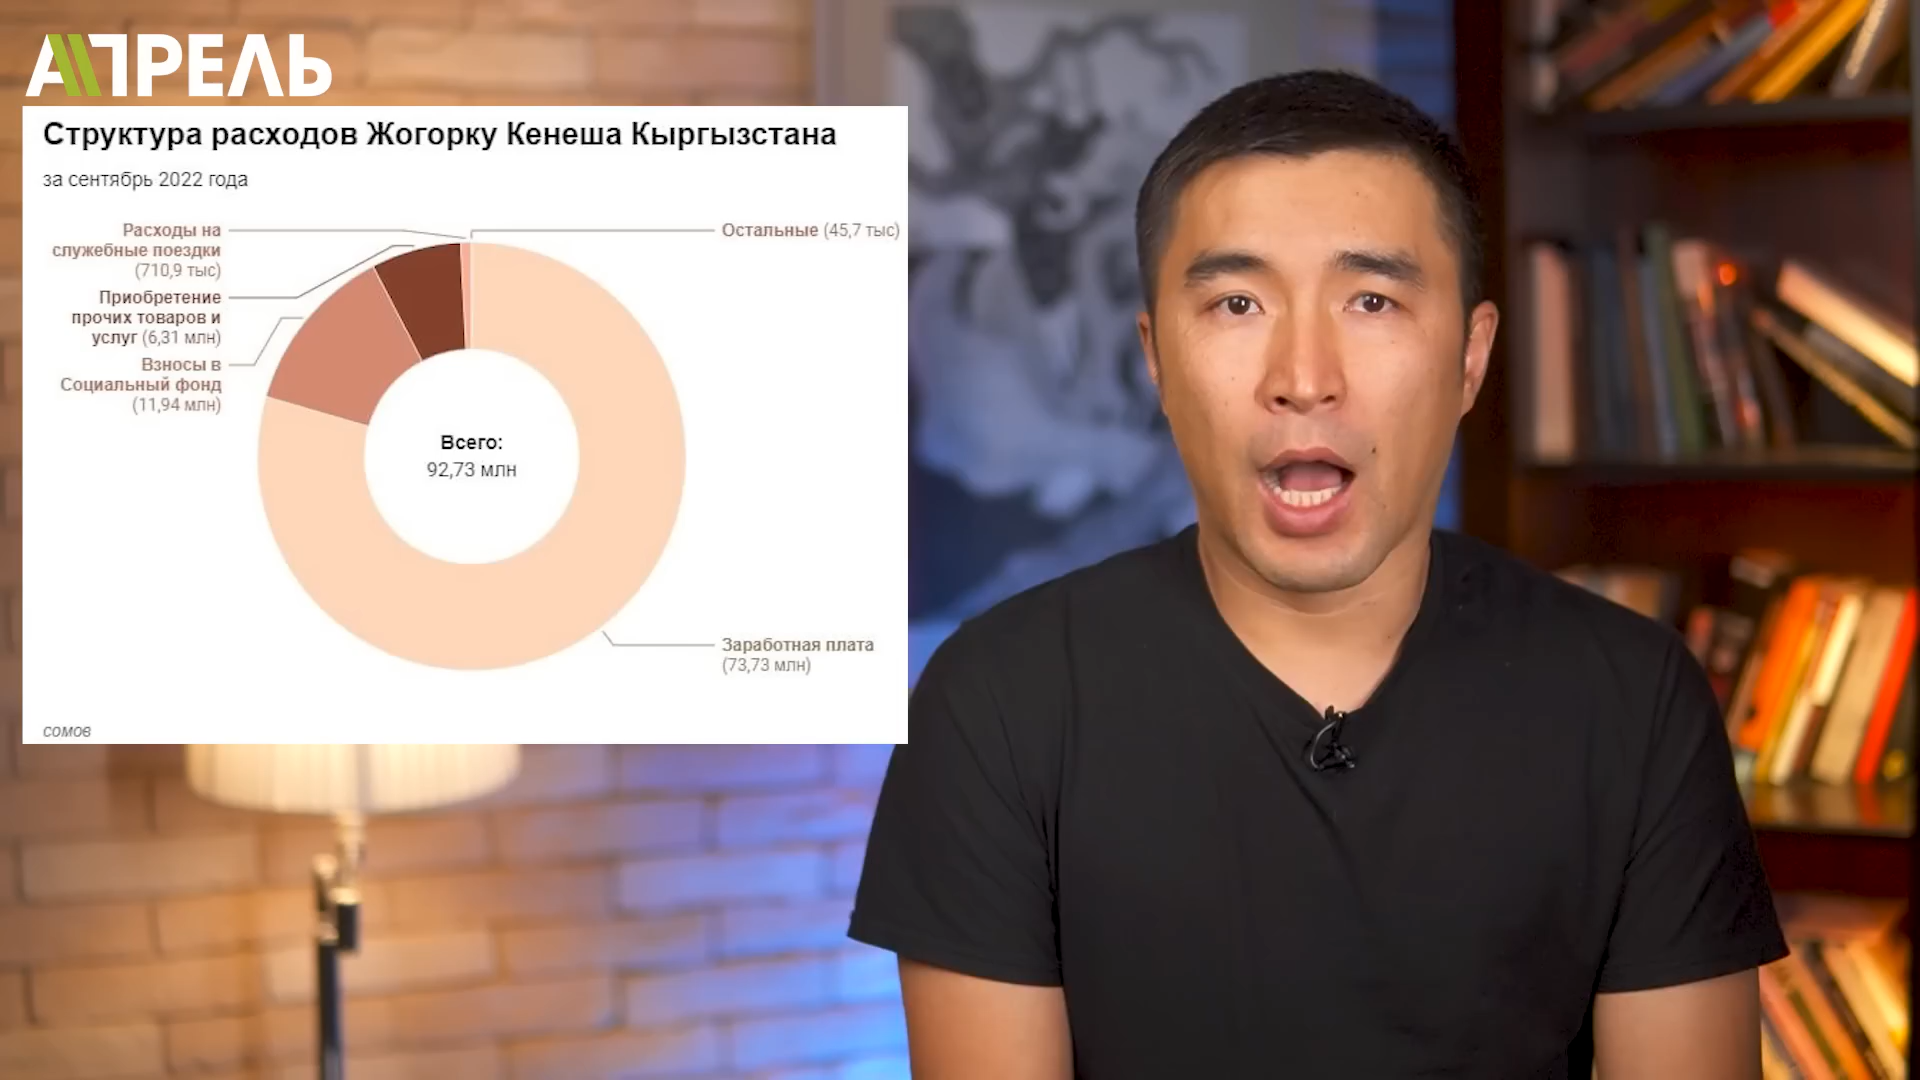 АПРЕЛЬ
Структура расходов Жогорку Кенеша Кыргызстана
за сентябрь 2022 года
Расходы на
служебные поездки
(710,9 тыс)
Приобретение
прочих товаров и
услуг (6,31 млн)
Взносы в
Социальный фонд
(11,94 млн)
Остальные (45,7 тыс)
Всего:
92,73 млн
Заработная плата
(73,73 млн)
сомов